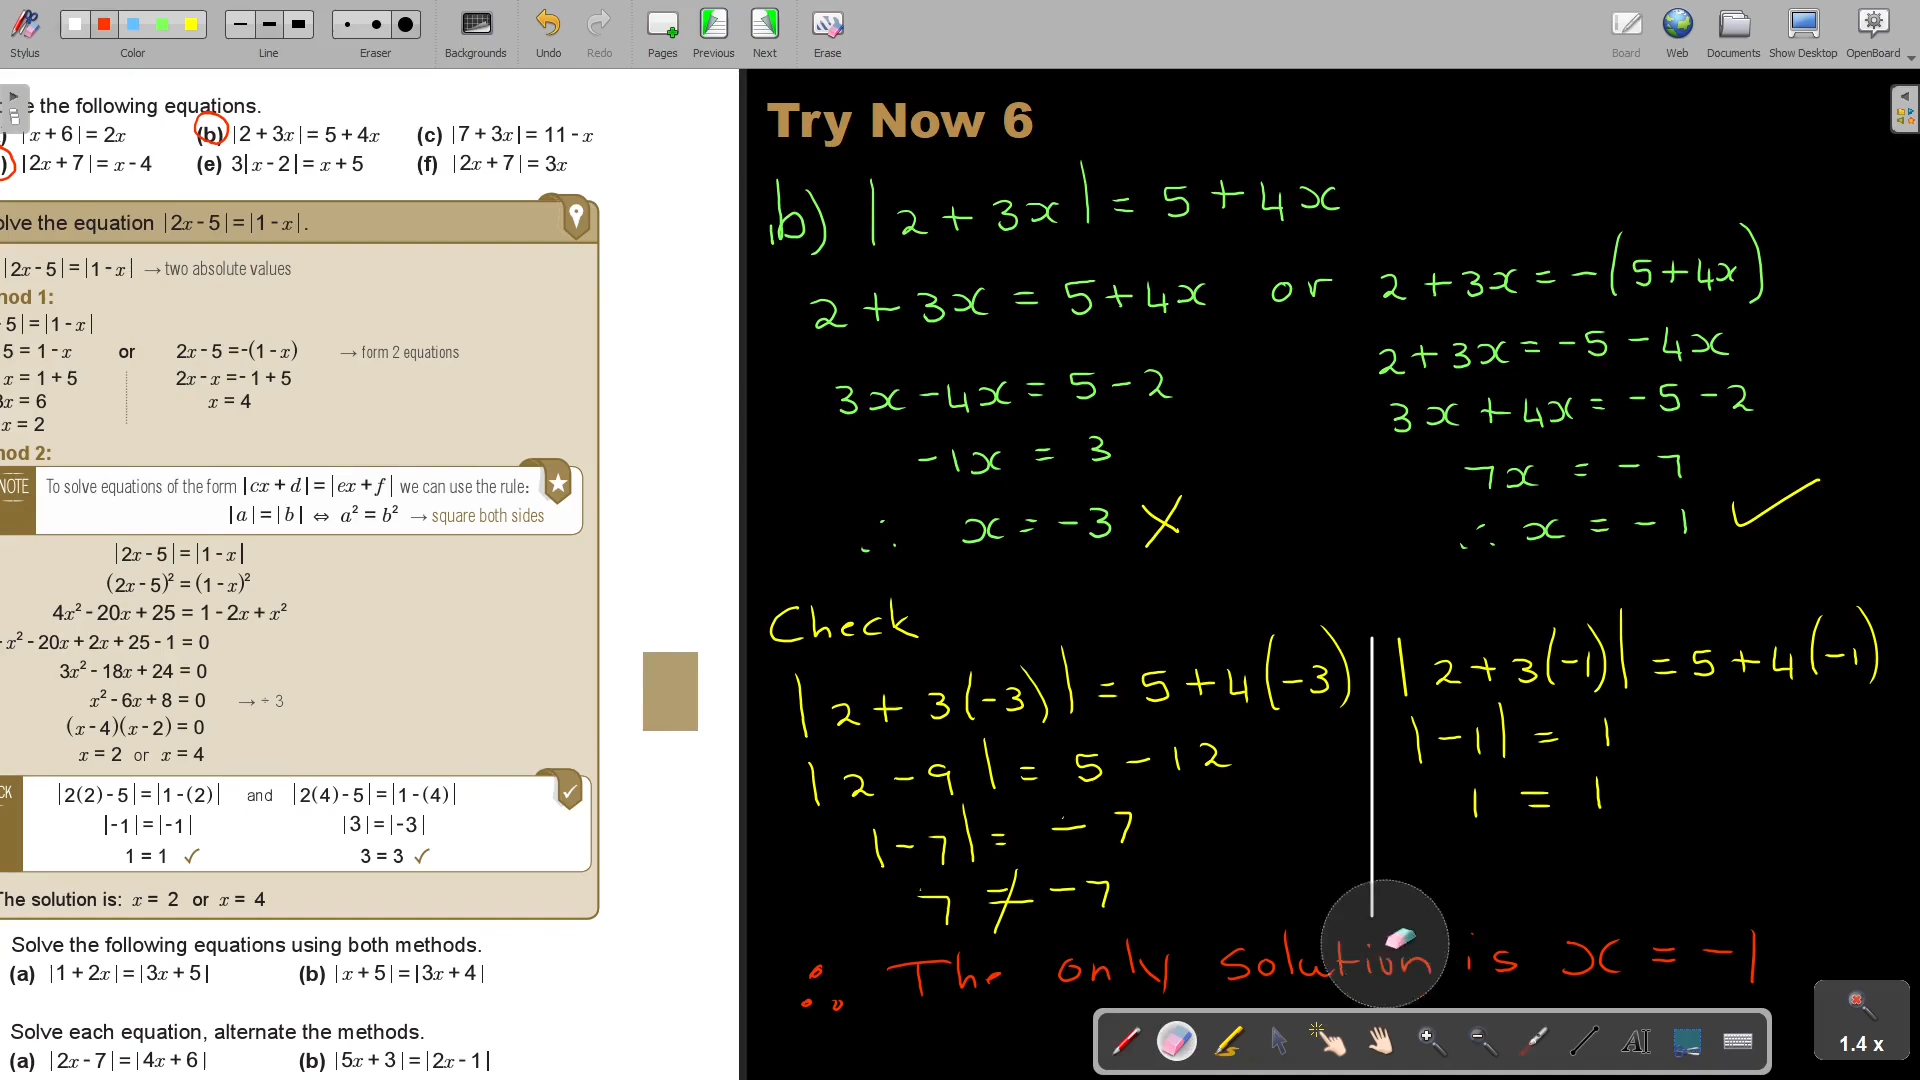 Stylus Color Line Eraser Backgrounds Undo Redo Pages Previous Next Erase Board Web Documents Show Desktop OpenBoard
e the following equations.
|x + 6| = 2x (b) |2 + 3x| = 5 + 4x (c) |7 + 3x| = 11 - x
) |2x + 7| = x - 4 (e) 3|x - 2| = x + 5 (f) |2x + 7| = 3x
olve the equation |2x - 5| = |1 - x|.
|2x - 5| = |1 - x| → two absolute values
nod 1:
5| = |1 - x|
5 = 1 - x or 2x - 5 = -(1 - x) → form 2 equations
x = 1 + 5 2x - x = - 1 + 5
3x = 6 x = 4
x = 2
nod 2:
NOTE To solve equations of the form |cx + d| = |ex + f| we can use the rule:
|a| = |b| ⇔ a² = b² → square both sides
|2x - 5| = |1 - x|
(2x - 5)² = (1 - x)²
4x² - 20x + 25 = 1 - 2x + x²
- x² - 20x + 2x + 25 - 1 = 0
3x² - 18x + 24 = 0
x² - 6x + 8 = 0 → ÷ 3
(x - 4)(x - 2) = 0
x = 2 or x = 4
CK |2(2) - 5| = |1 - (2)| and |2(4) - 5| = |1 - (4)|
|-1| = |-1| |3| = |-3|
1 = 1 ✓ 3 = 3 ✓
The solution is: x = 2 or x = 4
Solve the following equations using both methods.
(a) |1 + 2x| = |3x + 5| (b) |x + 5| = |3x + 4|
Solve each equation, alternate the methods.
(a) |2x - 7| = |4x + 6| (b) |5x + 3| = |2x - 1|
Try Now 6
b) |2 + 3x| = 5 + 4x
2 + 3x = 5 + 4x or 2 + 3x = -(5 + 4x)
2 + 3x = -5 - 4x
3x - 4x = 5 - 2
3x + 4x = -5 - 2
-1x = 3
7x = -7
∴ x = -3 X
∴ x = -1 ✓
Check
|2 + 3(-3)| = 5 + 4(-3)
|2 - 9| = 5 - 12
|-7| = -7
7 ≠ -7
|2 + 3(-1)| = 5 + 4(-1)
|-1| = 1
1 = 1
∴ The only solution is x = -1
AI
1.4 x